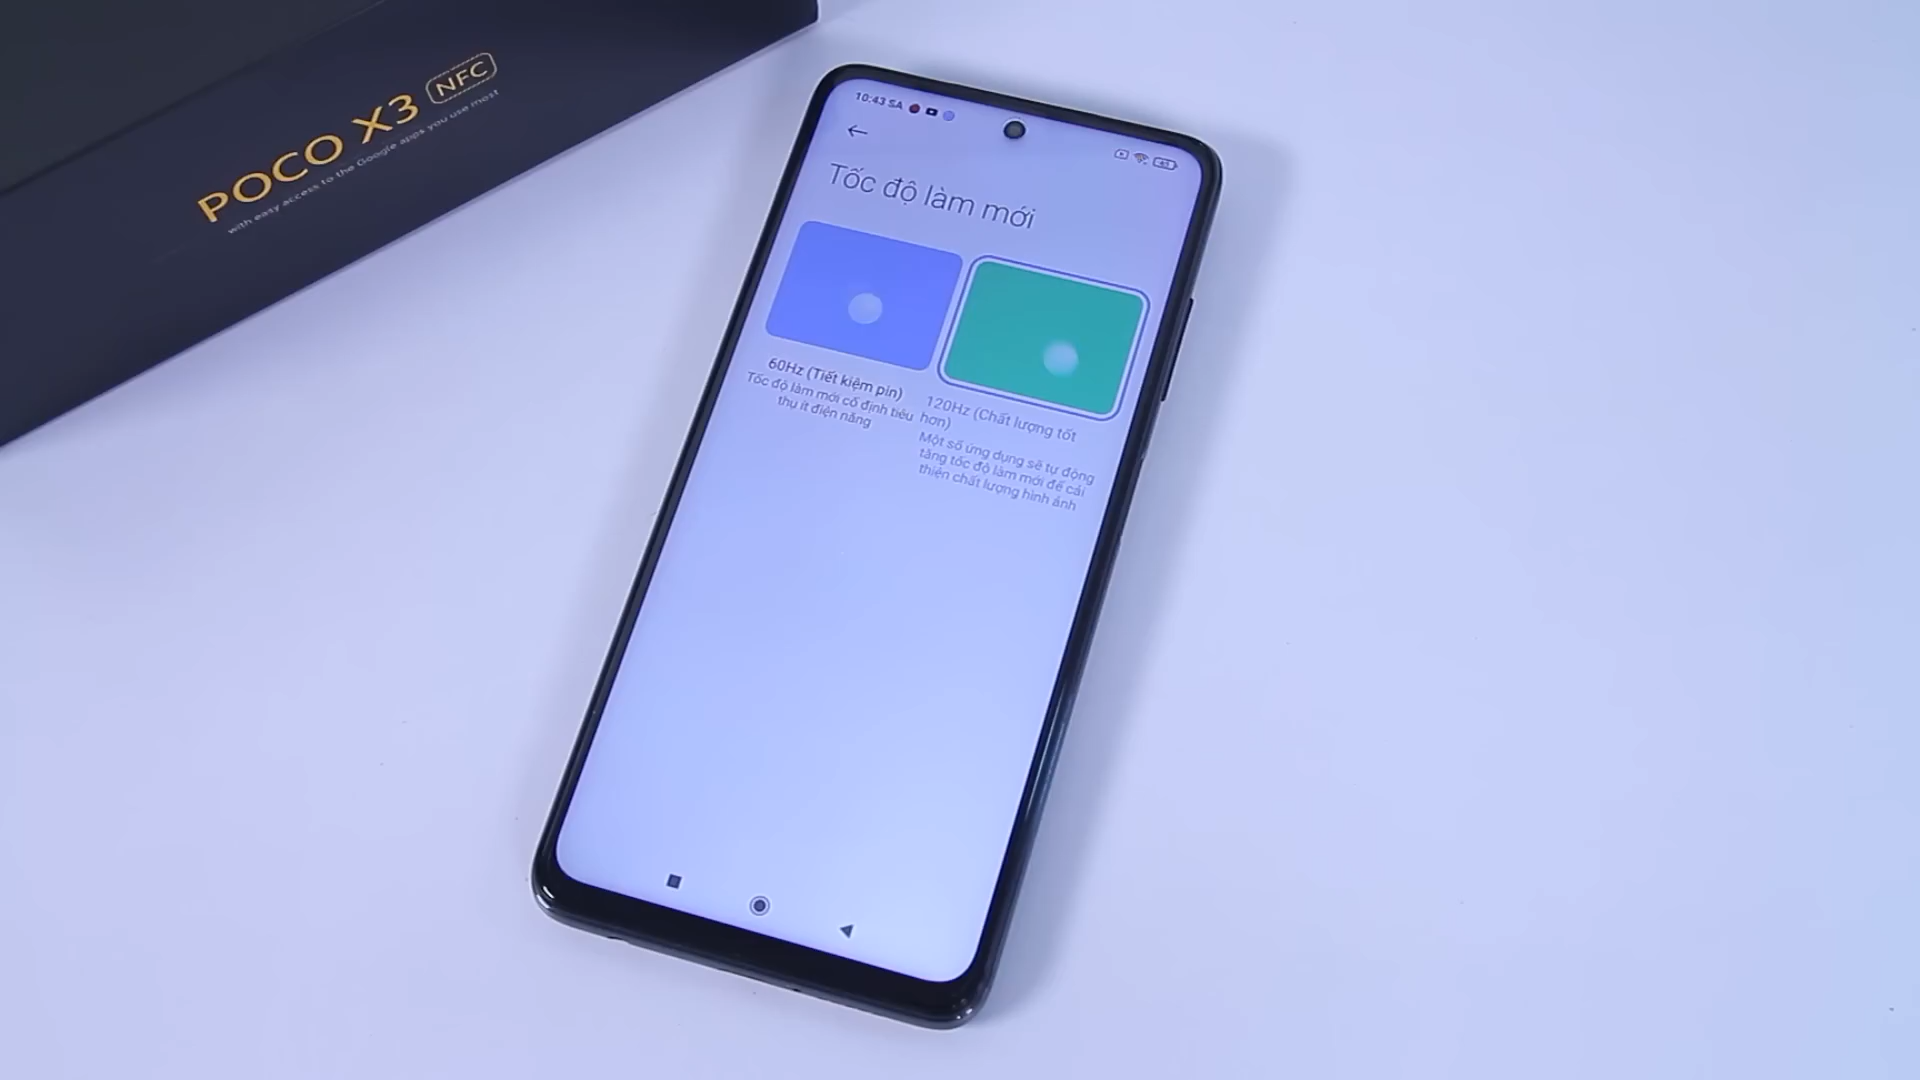 POCO X3 NFC
with easy access to the Google apps you use most
10:43 SA
Tốc độ làm mới
60Hz (Tiết kiệm pin)
Tốc độ làm mới cố định tiêu
thụ ít điện năng
120Hz (Chất lượng tốt
hơn)
Một số ứng dụng sẽ tự động
tăng tốc độ làm mới để cải
thiện chất lượng hình ảnh